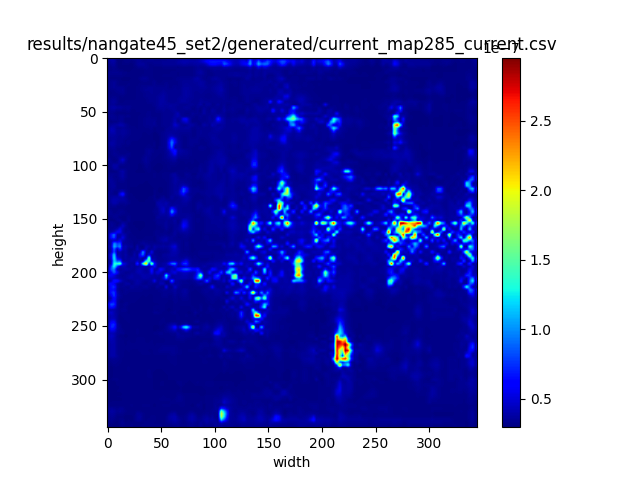 results/nangate45_set2/generated/current_map285_current.csv
1e−7
0
50
100
150
200
250
300
height
0 50 100 150 200 250 300
width
2.5
2.0
1.5
1.0
0.5